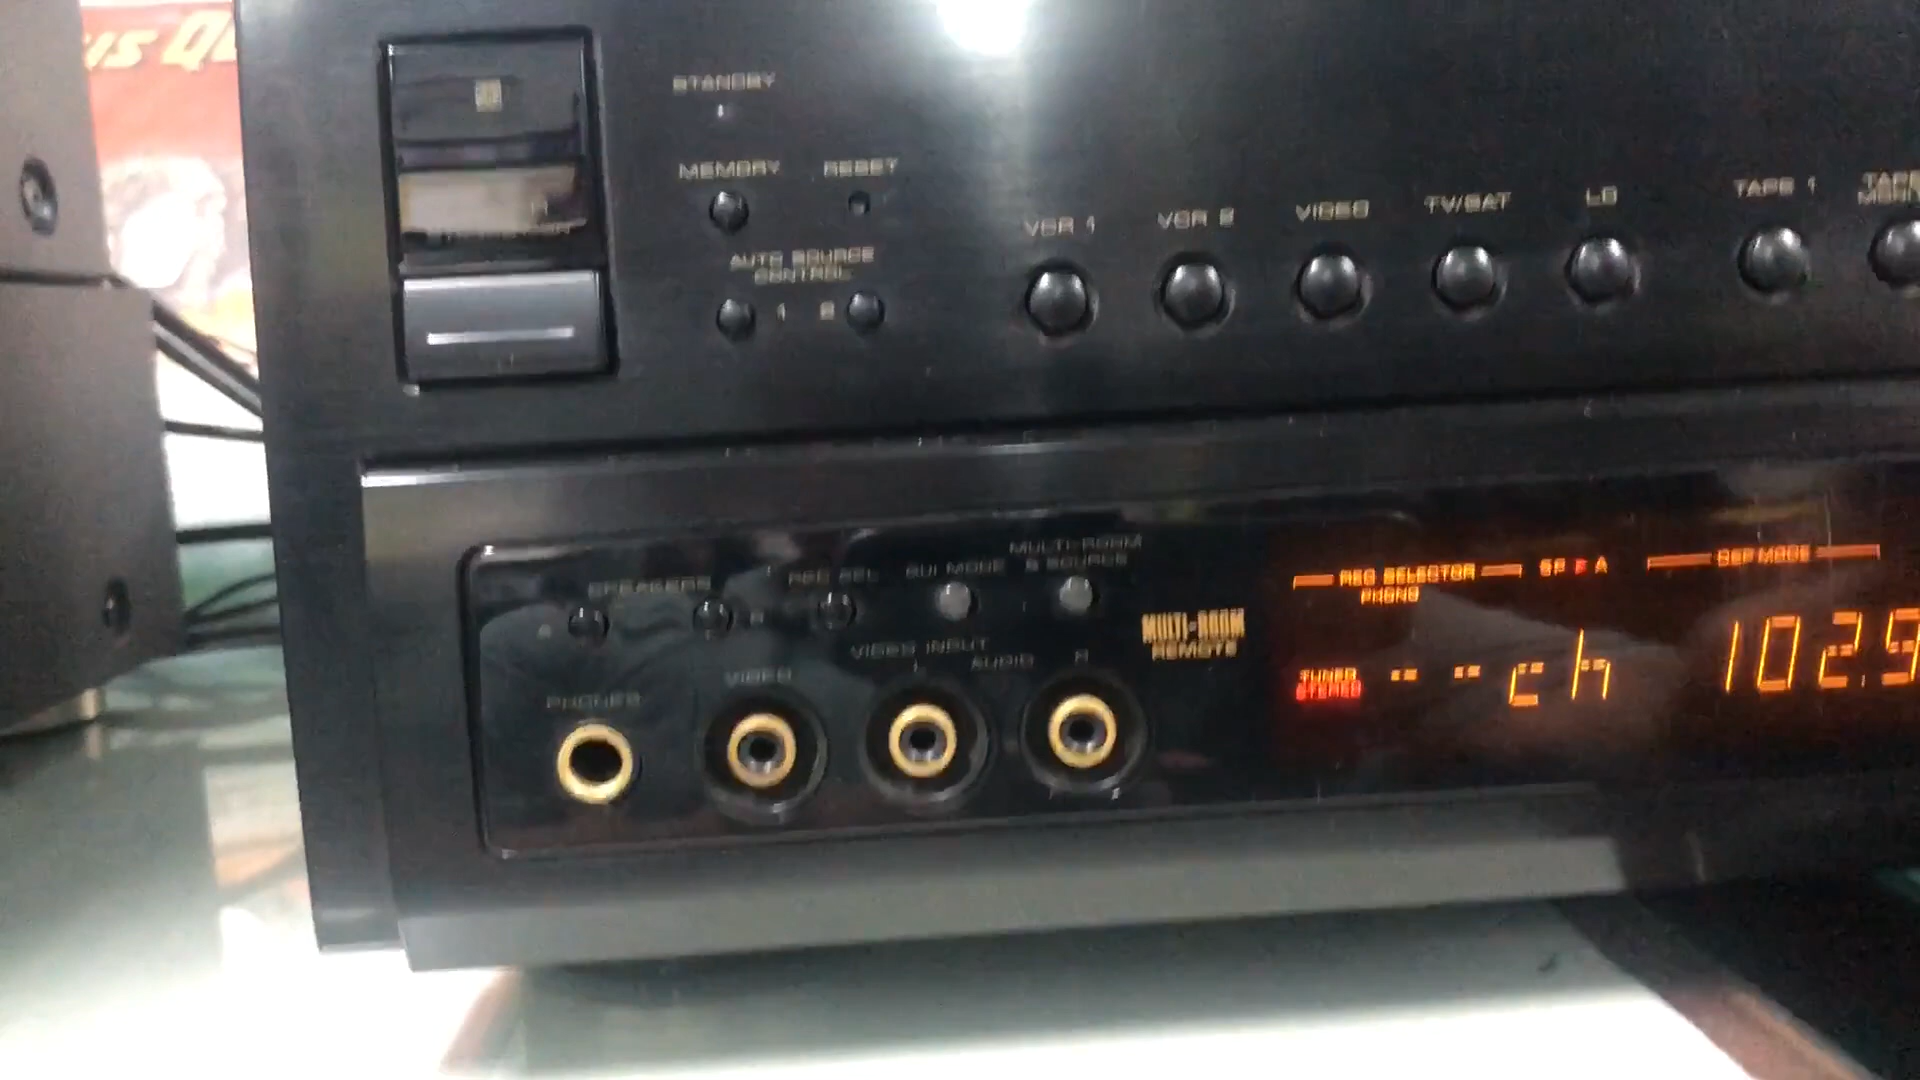 STANDBY
MEMORY RESET
AUTO SOURCE
CONTROL
1 2
VCR 1 VCR 2 VIDEO TV/SAT LD TAPE 1
SPEAKERS REC SEL GUI MODE MULTI-ROOM
& SOURCE
A B
VIDEO INPUT
VIDEO L AUDIO R
PHONES
MULTI-ROOM
REMOTE
REC SELECTOR SP A DSP MODE
PHONO
TUNER
STEREO
-- ch 102.9